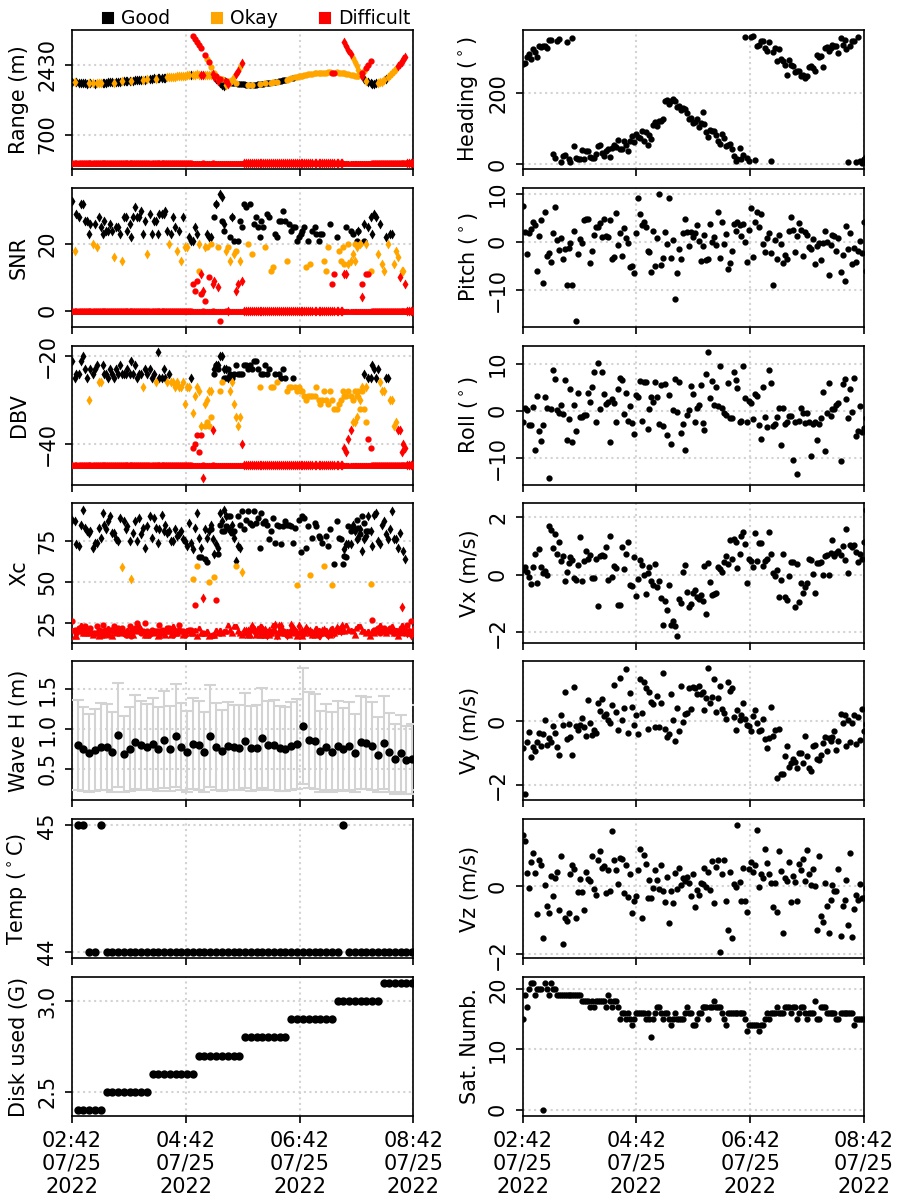 Good Okay Difficult
Range (m)
2430
700
Heading (°)
200
0
SNR
20
0
Pitch (°)
10
0
−10
DBV
−20
−40
Roll (°)
10
0
−10
Xc
75
50
25
Vx (m/s)
2
0
−2
Wave H (m)
1.5
1.0
0.5
Vy (m/s)
0
−2
Temp (°C)
45
44
Vz (m/s)
0
−2
Disk used (G)
3.0
2.5
Sat. Numb.
20
10
0
02:42 04:42 06:42 08:42 02:42 04:42 06:42 08:42
07/25 07/25 07/25 07/25 07/25 07/25 07/25 07/25
2022 2022 2022 2022 2022 2022 2022 2022